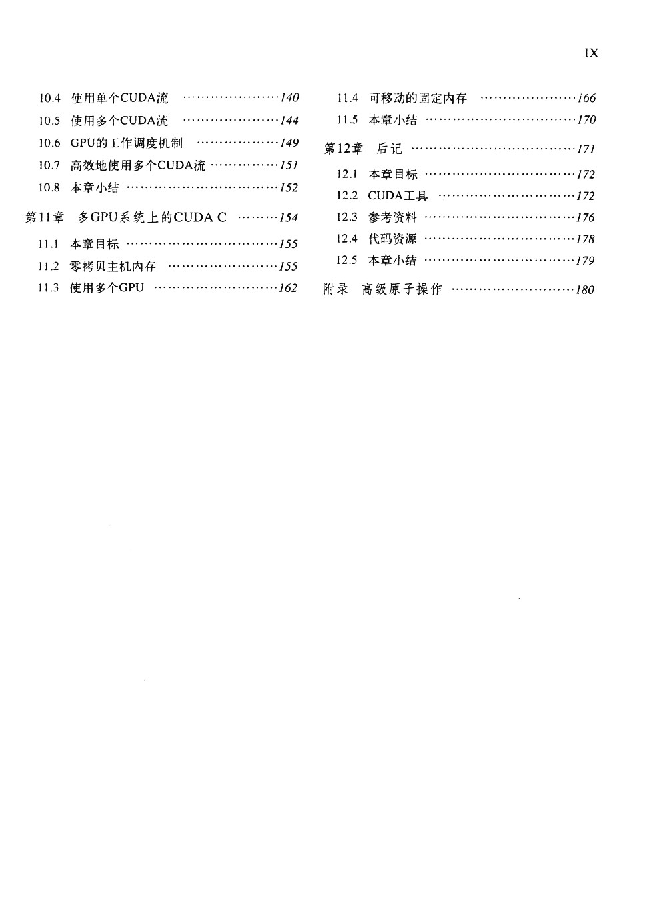 IX
10.4 使用单个CUDA流 ······················140
10.5 使用多个CUDA流 ······················144
10.6 GPU的工作调度机制 ···················149
10.7 高效地使用多个CUDA流 ···············151
10.8 本章小结 ··································152
第11章 多GPU系统上的CUDA C ·········154
11.1 本章目标 ··································155
11.2 零拷贝主机内存 ·························155
11.3 使用多个GPU ····························162
11.4 可移动的固定内存 ······················166
11.5 本章小结 ··································170
第12章 后记 ·····································171
12.1 本章目标 ··································172
12.2 CUDA工具 ·······························172
12.3 参考资料 ··································176
12.4 代码资源 ··································178
12.5 本章小结 ··································179
附录 高级原子操作 ····························180